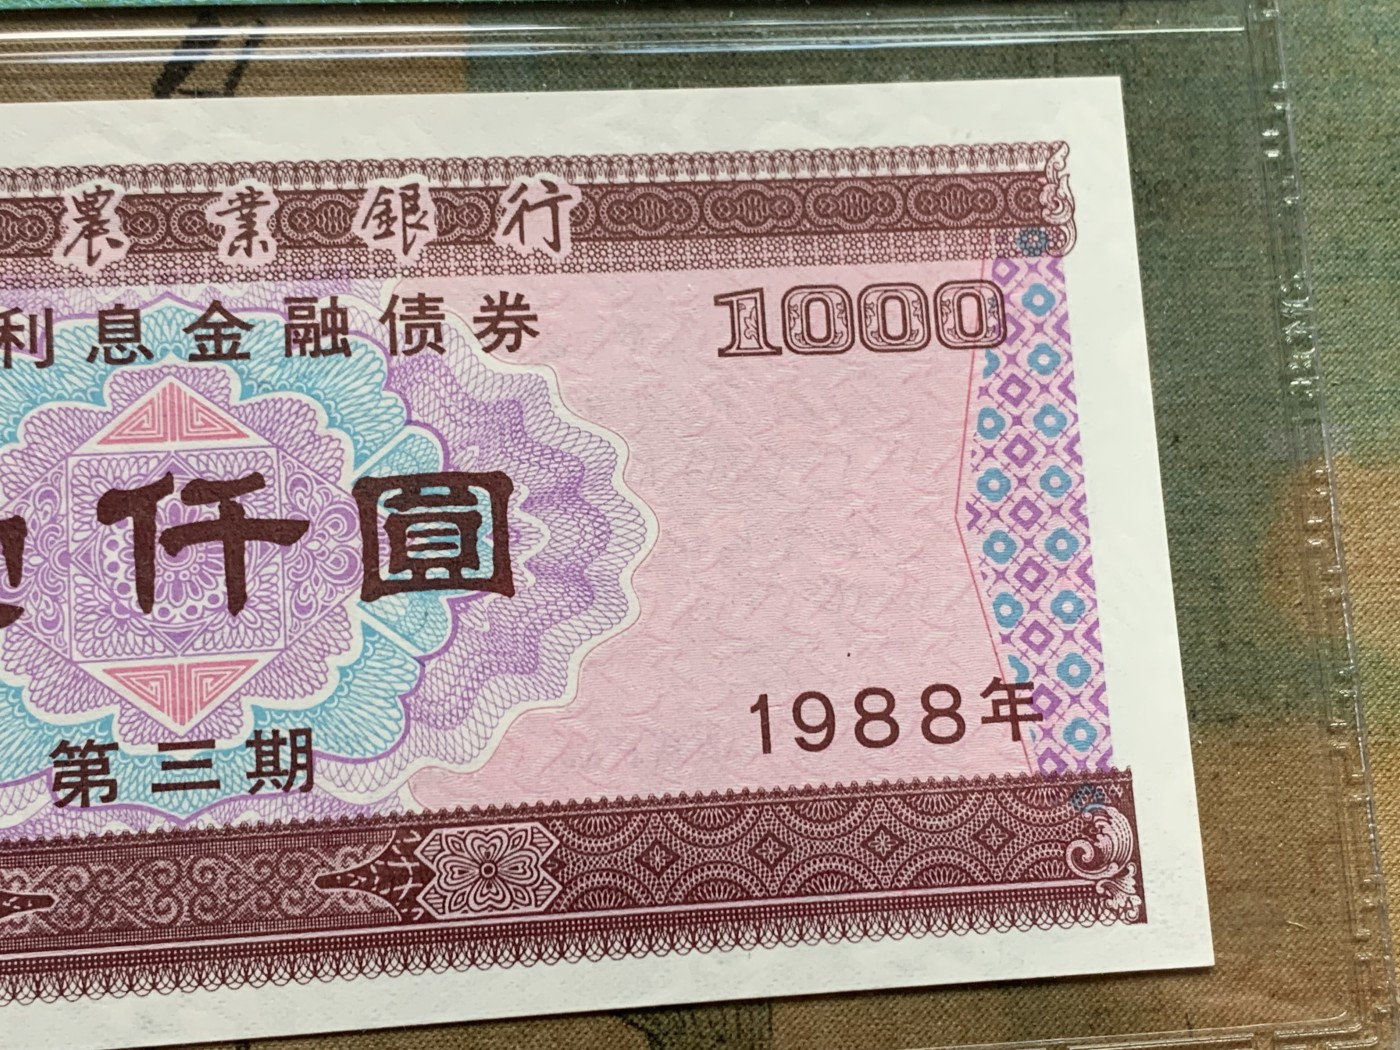 農業銀行
利息金融债券
1000
仟圓
1988年
第三期